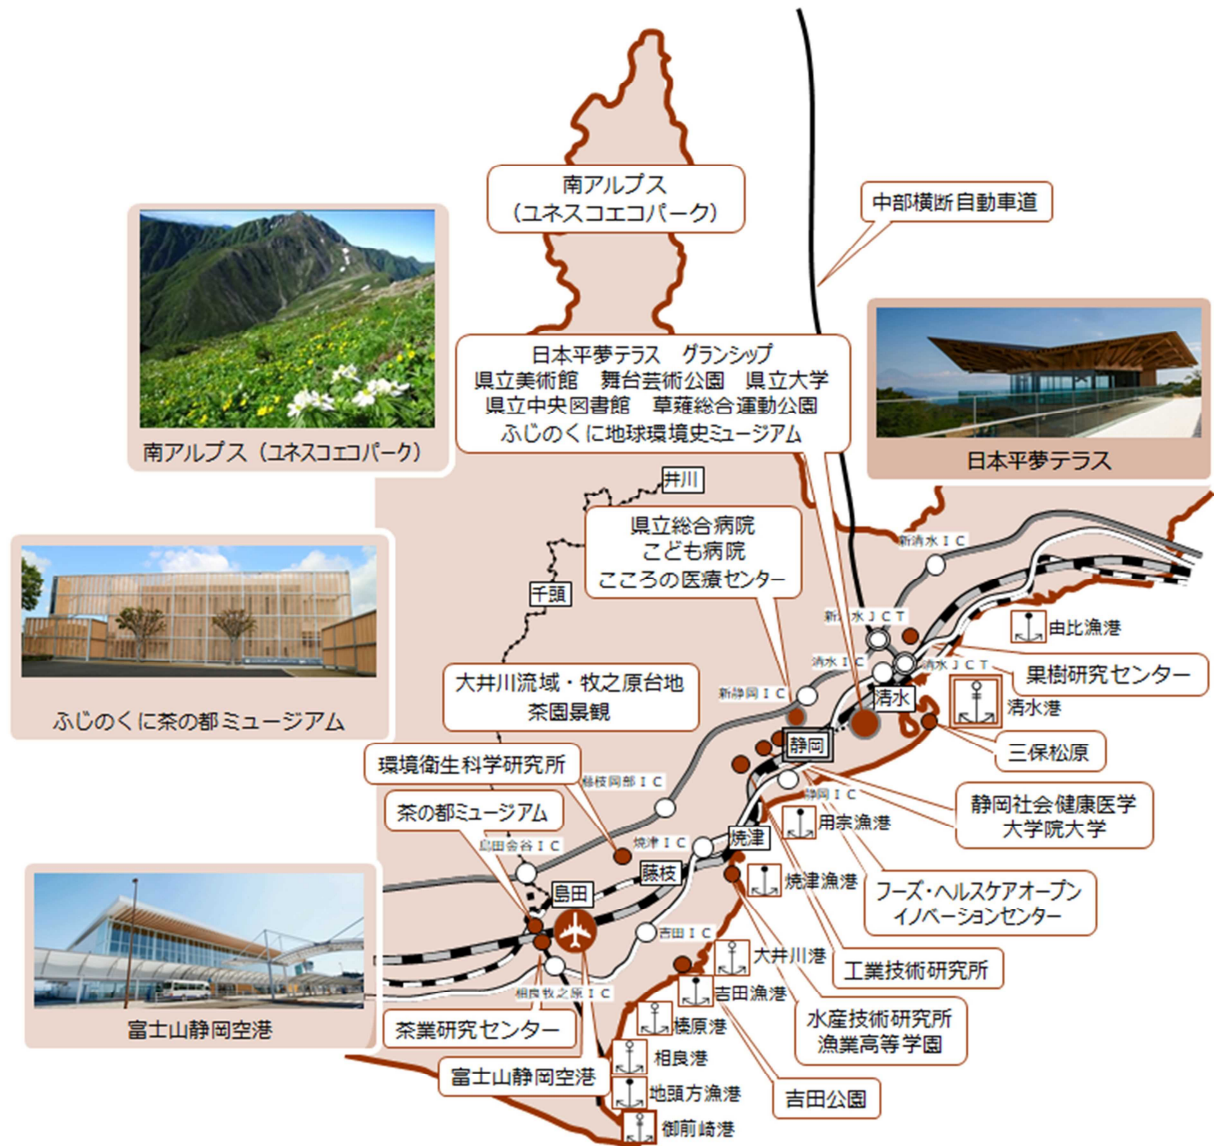 南アルプス
（ユネスコエコパーク）
中部横断自動車道
南アルプス（ユネスコエコパーク）
日本平夢テラス　グランシップ
県立美術館　舞台芸術公園　県立大学
県立中央図書館　草薙総合運動公園
ふじのくに地球環境史ミュージアム
日本平夢テラス
井川
県立総合病院
こども病院
こころの医療センター
新清水ＩＣ
千頭
新清水ＪＣＴ
由比漁港
清水ＩＣ
清水ＪＣＴ
果樹研究センター
大井川流域・牧之原台地
茶園景観
新静岡ＩＣ
清水
清水港
ふじのくに茶の都ミュージアム
静岡
三保松原
環境衛生科学研究所
藤枝岡部ＩＣ
静岡ＩＣ
静岡社会健康医学
大学院大学
茶の都ミュージアム
用宗漁港
島田金谷ＩＣ
焼津ＩＣ
焼津
藤枝
焼津漁港
フーズ・ヘルスケアオープン
イノベーションセンター
島田
吉田ＩＣ
大井川港
工業技術研究所
相良牧之原ＩＣ
吉田漁港
富士山静岡空港
茶業研究センター
榛原港
水産技術研究所
漁業高等学園
相良港
富士山静岡空港
地頭方漁港
吉田公園
御前崎港